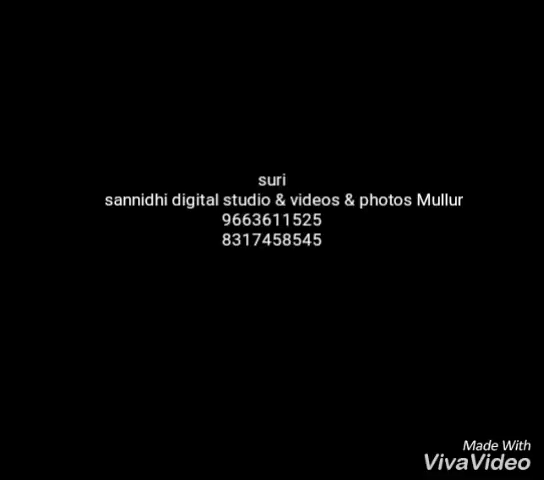 suri
sannidhi digital studio & videos & photos Mullur
9663611525
8317458545
Made With
VivaVideo